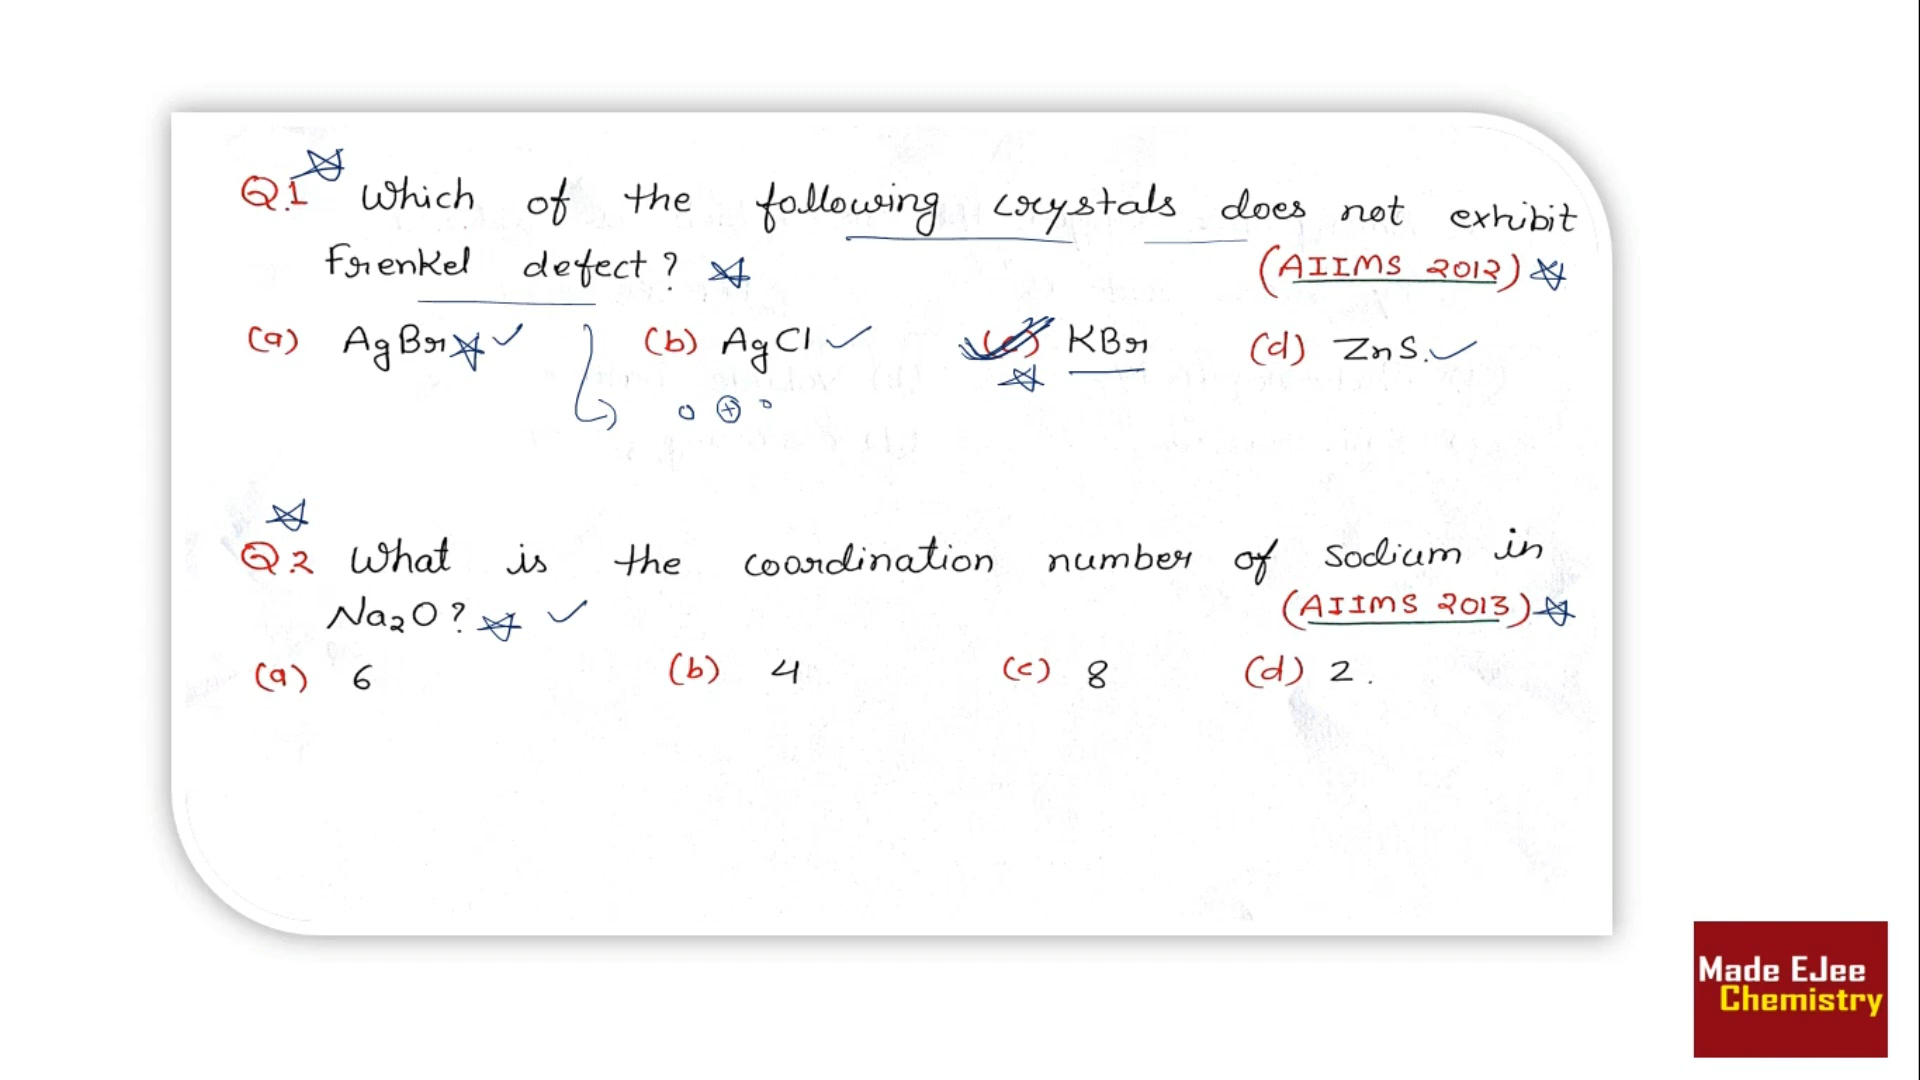 Q.1 Which of the following crystals does not exhibit
Frenkel defect?
(AIIMS 2012)
(a) AgBr (b) AgCl (c) KBr (d) ZnS.
Q2 What is the coordination number of sodium in
Na₂O?
(AIIMS 2013)
(a) 6 (b) 4 (c) 8 (d) 2.
Made EJee
Chemistry